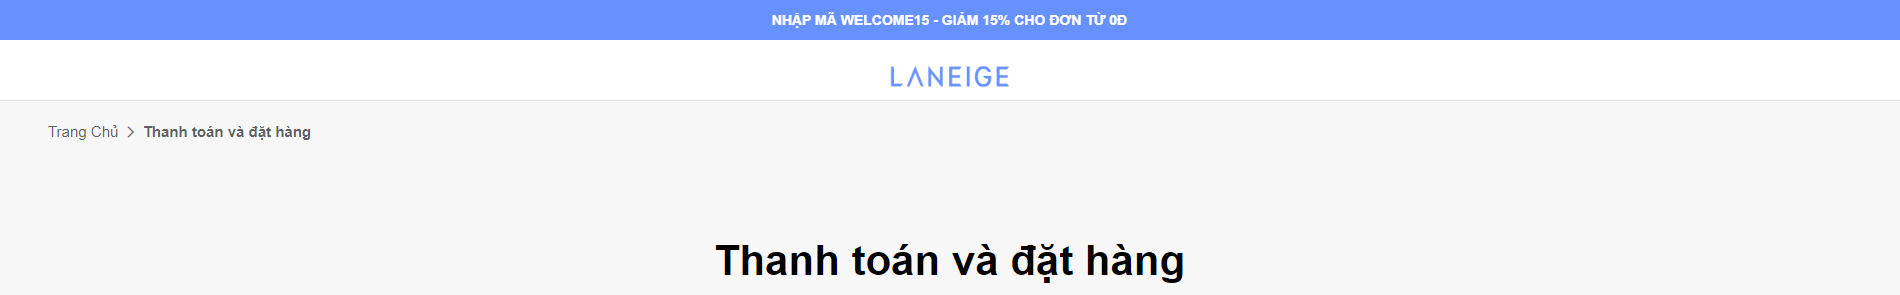 NHẬP MÃ WELCOME15 - GIẢM 15% CHO ĐƠN TỪ 0Đ
LANEIGE
Trang Chủ > Thanh toán và đặt hàng
Thanh toán và đặt hàng